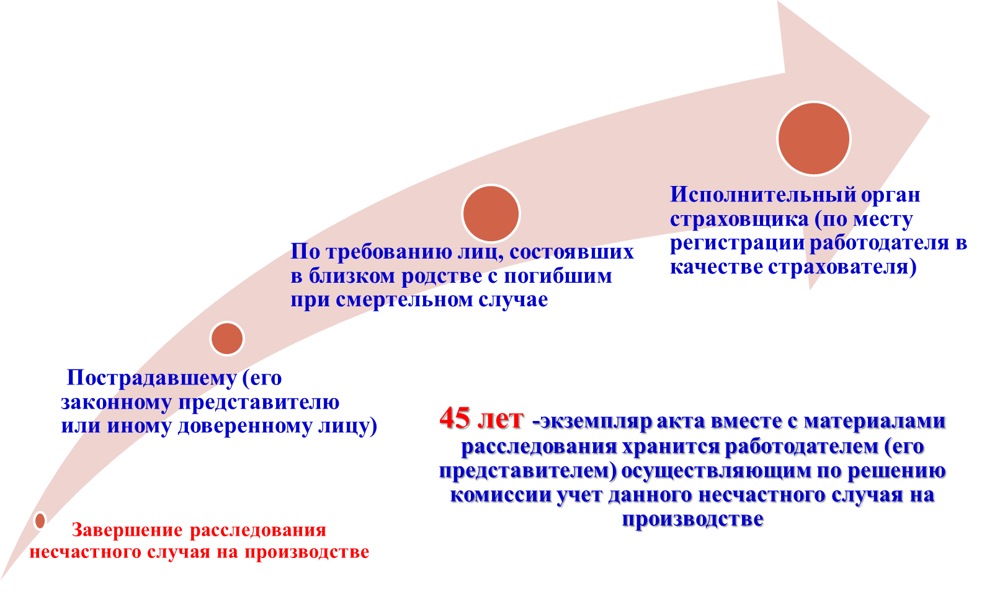 Исполнительный орган
страховщика (по месту
регистрации работодателя в
качестве страхователя)
По требованию лиц, состоявших
в близком родстве с погибшим
при смертельном случае
Пострадавшему (его
законному представителю
или иному доверенному лицу)
45 лет -экземпляр акта вместе с материалами
расследования хранится работодателем (его
представителем) осуществляющим по решению
комиссии учет данного несчастного случая на
производстве
Завершение расследования
несчастного случая на производстве